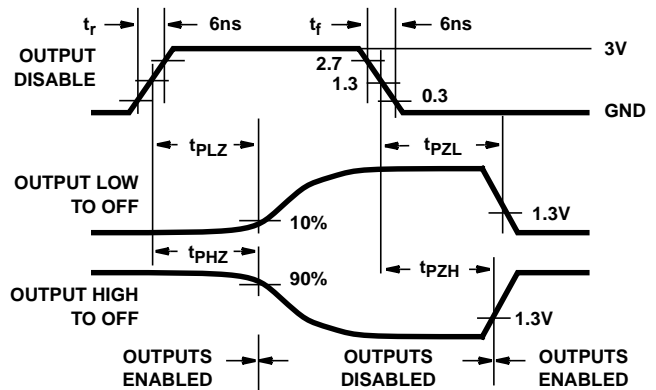 tr 6ns tf 6ns
OUTPUT
DISABLE
3V
2.7
1.3
0.3
GND
tPLZ tPZL
OUTPUT LOW
TO OFF
10%
1.3V
tPHZ tPZH
90%
OUTPUT HIGH
TO OFF
1.3V
OUTPUTS
ENABLED
OUTPUTS
DISABLED
OUTPUTS
ENABLED